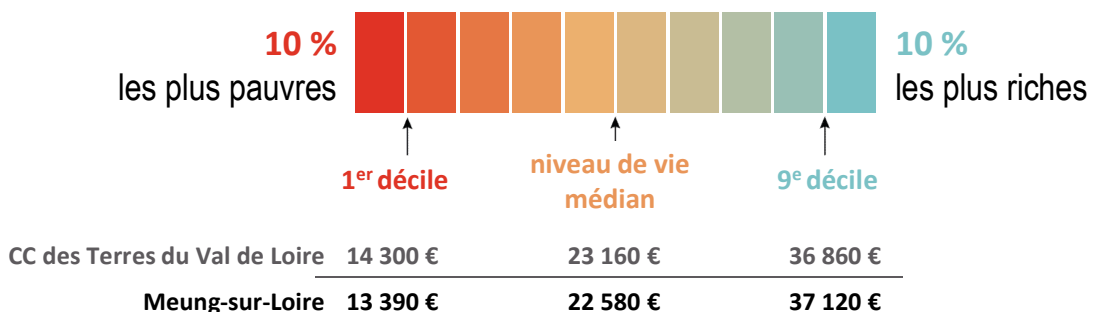 10 %
les plus pauvres
10 %
les plus riches
1er décile
niveau de vie
médian
9e décile
CC des Terres du Val de Loire 14 300 € 23 160 € 36 860 €
Meung-sur-Loire 13 390 € 22 580 € 37 120 €